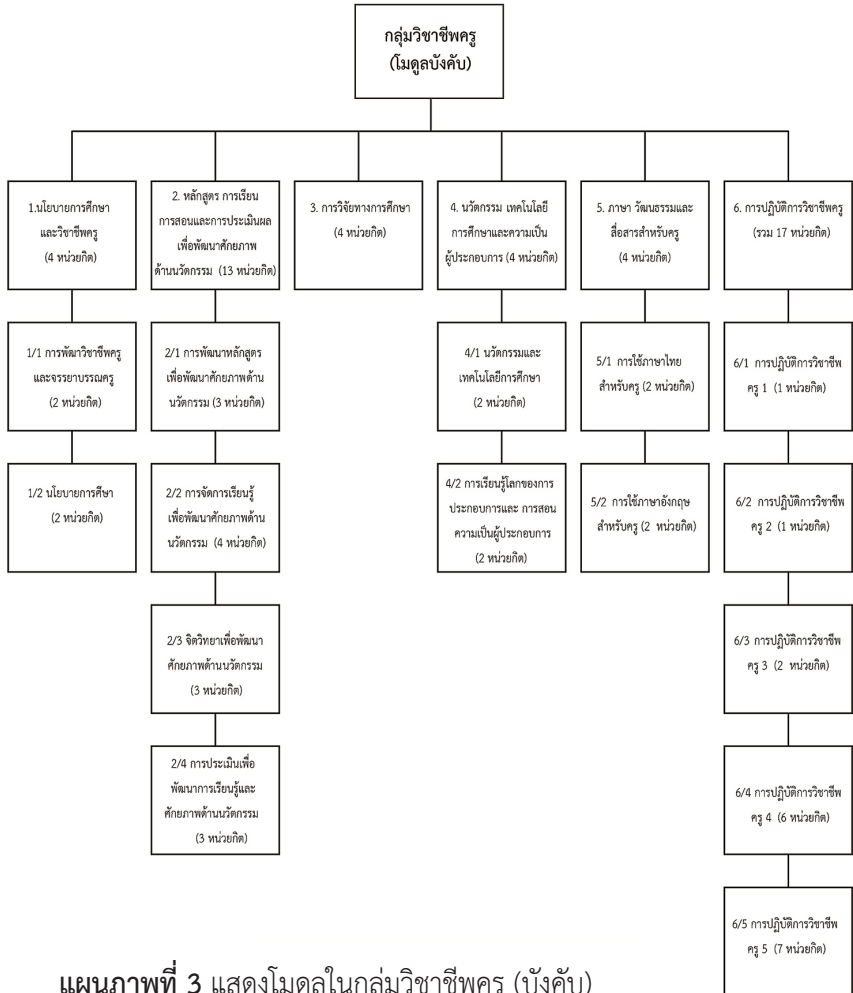 กลุ่มวิชาชีพครู
(โมดูลบังคับ)
1.นโยบายการศึกษา
และวิชาชีพครู
(4 หน่วยกิต)
1/1 การพัฒาวิชาชีพครู
และจรรยาบรรณครู
(2 หน่วยกิต)
1/2 นโยบายการศึษา
(2 หน่วยกิต)
2. หลักสูตร การเรียน
การสอนและการประเมินผล
เพื่อพัฒนาศักยภาพ
ด้านนวัตกรรม (13 หน่วยกิต)
2/1 การพัฒนาหลักสูตร
เพื่อพัฒนาศักยภาพด้าน
นวัตกรรม (3 หน่วยกิต)
2/2 การจัดการเรียนรู้
เพื่อพัฒนาศักยภาพด้าน
นวัตกรรม (4 หน่วยกิต)
2/3 จิตวิทยาเพื่อพัฒนา
ศักยภาพด้านนวัตกรรม
(3 หน่วยกิต)
2/4 การประเมินเพื่อ
พัฒนาการเรียนรู้และ
ศักยภาพด้านนวัตกรรม
(3 หน่วยกิต)
3. การวิจัยทางการศึกษา
(4 หน่วยกิต)
4. นวัตกรรม เทคโนโลยี
การศึกษาและความเป็น
ผู้ประกอบการ (4 หน่วยกิต)
4/1 นวัตกรรมและ
เทคโนโลยีการศึกษา
(2 หน่วยกิต)
4/2 การเรียนรู้โลกของการ
ประกอบการและ การสอน
ความเป็นผู้ประกอบการ
(2 หน่วยกิต)
5. ภาษา วัฒนธรรมและ
สื่อสารสำหรับครู
(4 หน่วยกิต)
5/1 การใช้ภาษาไทย
สำหรับครู (2 หน่วยกิต)
5/2 การใช้ภาษาอังกฤษ
สำหรับครู (2 หน่วยกิต)
6. การปฏิบัติการวิชาชีพครู
(รวม 17 หน่วยกิต)
6/1 การปฏิบัติการวิชาชีพ
ครู 1 (1 หน่วยกิต)
6/2 การปฏิบัติการวิชาชีพ
ครู 2 (1 หน่วยกิต)
6/3 การปฏิบัติการวิชาชีพ
ครู 3 (2 หน่วยกิต)
6/4 การปฏิบัติการวิชาชีพ
ครู 4 (6 หน่วยกิต)
6/5 การปฏิบัติการวิชาชีพ
ครู 5 (7 หน่วยกิต)
แผนภาพที่ 3 แสดงโมดูลในกลุ่มวิชาชีพครู (บังคับ)